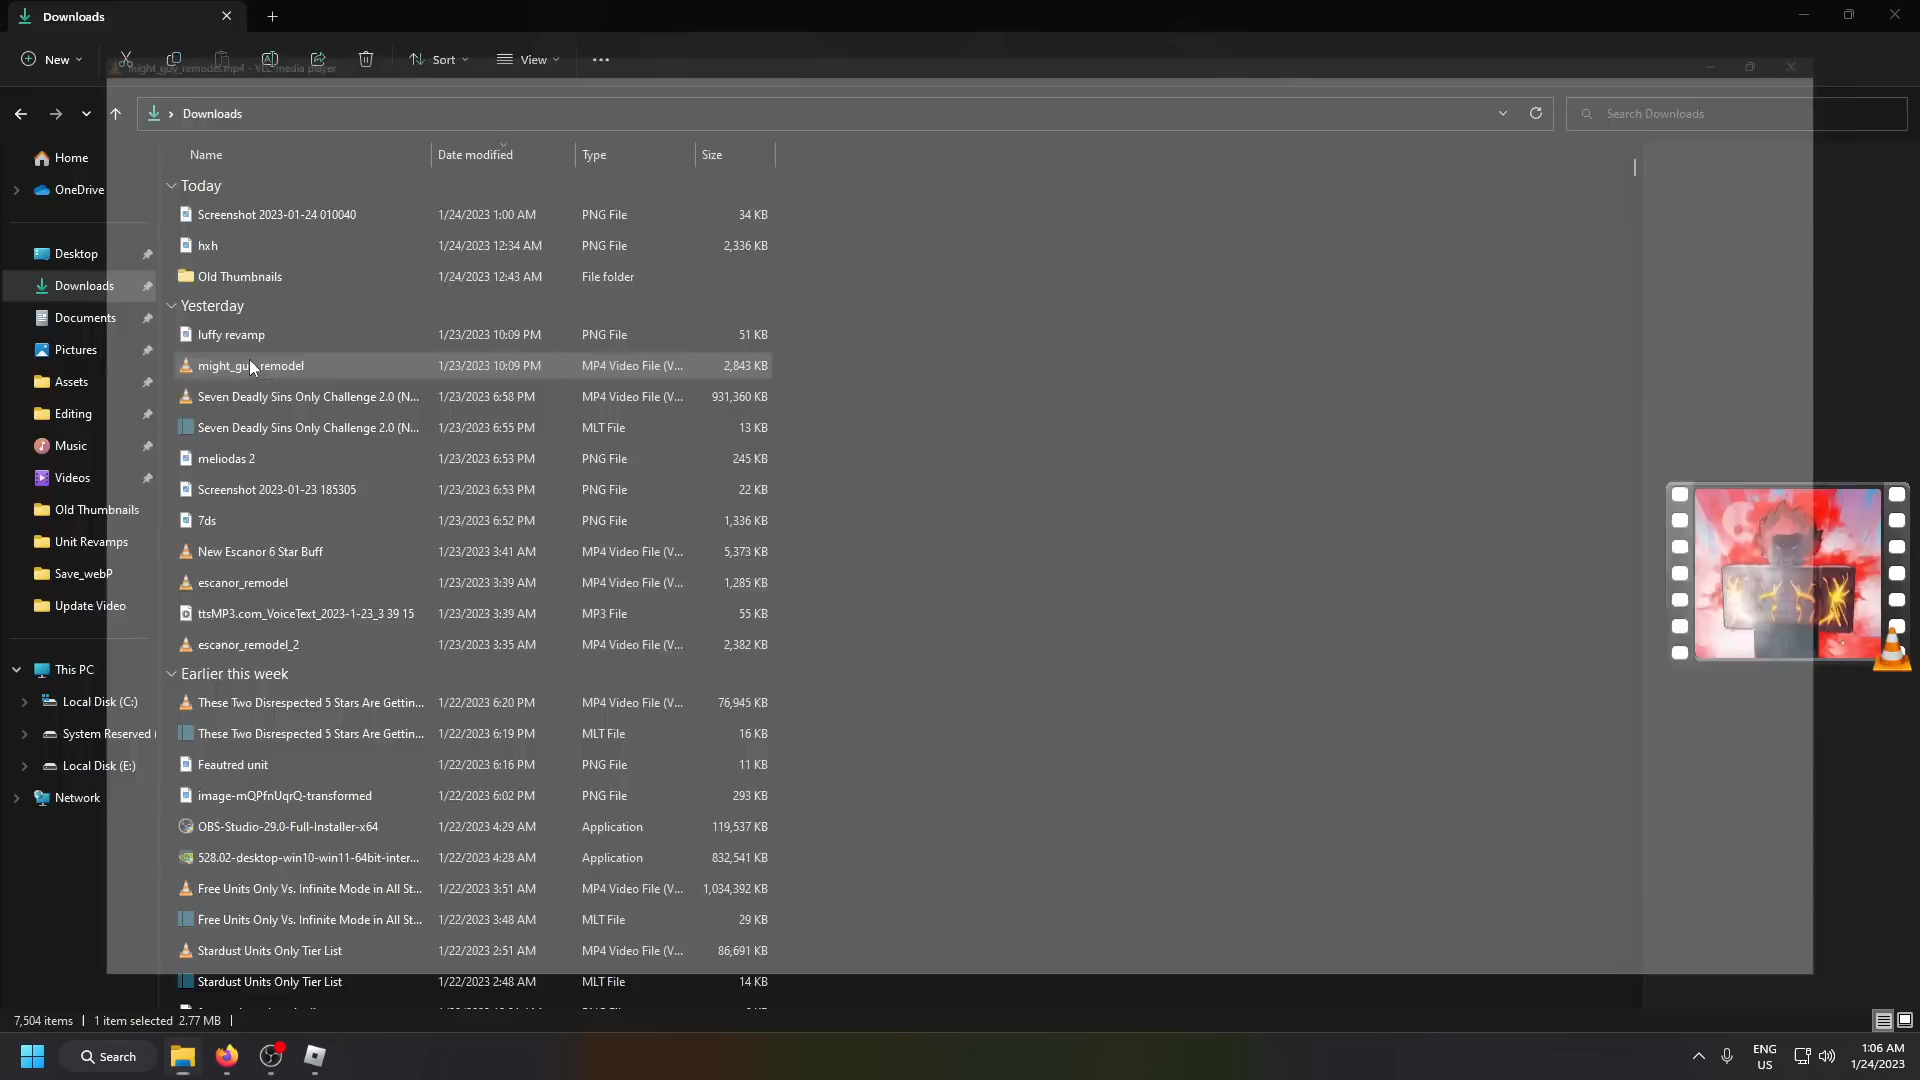 Downloads
New
Sort
View
might_guy_remodel.mp4 - VLC media player
Downloads
Search Downloads
Name Date modified Type Size
Home
OneDrive
Desktop
Downloads
Documents
Pictures
Assets
Editing
Music
Videos
Old Thumbnails
Unit Revamps
Save_webP
Update Video
This PC
Local Disk (C:)
System Reserved (
Local Disk (E:)
Network
Today
Screenshot 2023-01-24 010040 1/24/2023 1:00 AM PNG File 34 KB
hxh 1/24/2023 12:34 AM PNG File 2,336 KB
Old Thumbnails 1/24/2023 12:43 AM File folder
Yesterday
luffy revamp 1/23/2023 10:09 PM PNG File 51 KB
might_guy_remodel 1/23/2023 10:09 PM MP4 Video File (V... 2,843 KB
Seven Deadly Sins Only Challenge 2.0 (N... 1/23/2023 6:58 PM MP4 Video File (V... 931,360 KB
Seven Deadly Sins Only Challenge 2.0 (N... 1/23/2023 6:55 PM MLT File 13 KB
meliodas 2 1/23/2023 6:53 PM PNG File 245 KB
Screenshot 2023-01-23 185305 1/23/2023 6:53 PM PNG File 22 KB
7ds 1/23/2023 6:52 PM PNG File 1,336 KB
New Escanor 6 Star Buff 1/23/2023 3:41 AM MP4 Video File (V... 5,373 KB
escanor_remodel 1/23/2023 3:39 AM MP4 Video File (V... 1,285 KB
ttsMP3.com_VoiceText_2023-1-23_3 39 15 1/23/2023 3:39 AM MP3 File 55 KB
escanor_remodel_2 1/23/2023 3:35 AM MP4 Video File (V... 2,382 KB
Earlier this week
These Two Disrespected 5 Stars Are Gettin... 1/22/2023 6:20 PM MP4 Video File (V... 76,945 KB
These Two Disrespected 5 Stars Are Gettin... 1/22/2023 6:19 PM MLT File 16 KB
Feautred unit 1/22/2023 6:16 PM PNG File 11 KB
image-mQPfnUqrQ-transformed 1/22/2023 6:02 PM PNG File 293 KB
OBS-Studio-29.0-Full-Installer-x64 1/22/2023 4:29 AM Application 119,537 KB
528.02-desktop-win10-win11-64bit-inter... 1/22/2023 4:28 AM Application 832,541 KB
Free Units Only Vs. Infinite Mode in All St... 1/22/2023 3:51 AM MP4 Video File (V... 1,034,392 KB
Free Units Only Vs. Infinite Mode in All St... 1/22/2023 3:48 AM MLT File 29 KB
Stardust Units Only Tier List 1/22/2023 2:51 AM MP4 Video File (V... 86,691 KB
Stardust Units Only Tier List 1/22/2023 2:48 AM MLT File 14 KB
7,504 items 1 item selected 2.77 MB
Search
ENG
US
1:06 AM
1/24/2023